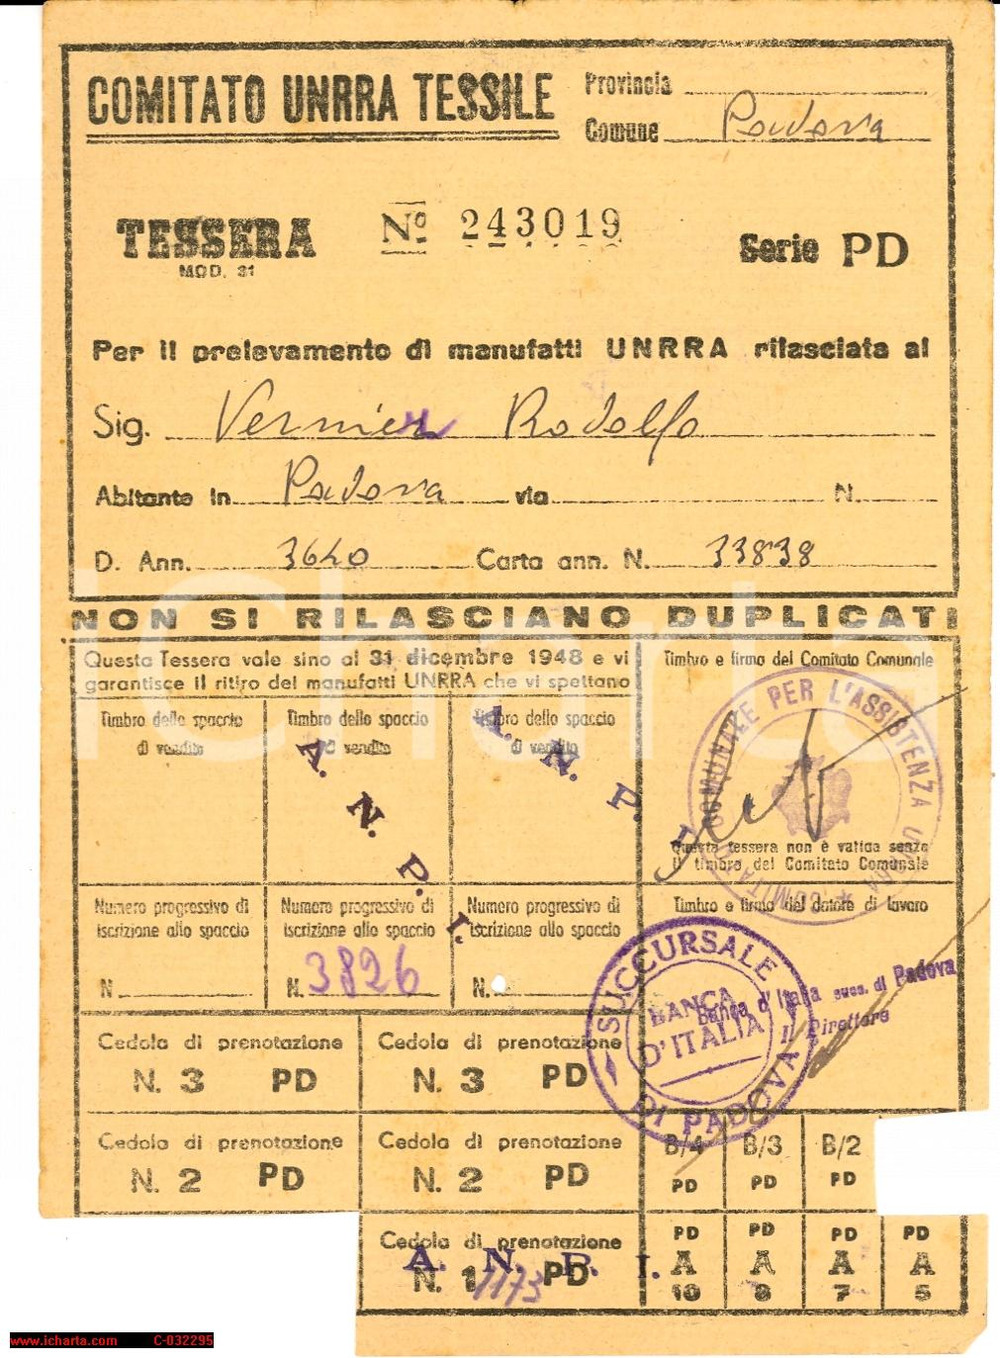 COMITATO UNRRA TESSILE
Provincia
Comune Padova
TESSERA
MOD. 31
Nº 243019
Serie PD
Per il prelevamento di manufatti UNRRA rilasciata al
Sig. Vernier Rodolfo
Abitante in Padova via N.
D. Ann. 3640 Carta ann. N. 33838
NON SI RILASCIANO DUPLICATI
Questa Tessera vale sino al 31 dicembre 1948 e vi
garantisce il ritiro dei manufatti UNRRA che vi spettano
Timbro e firma del Comitato Comunale
Timbro dello spaccio
di vendita
Timbro dello spaccio
di vendita
Timbro dello spaccio
di vendita
A. N. P. I.
A. N. P. I.
COMUNALE PER L'ASSISTENZA
Questa tessera non è valida senza
il timbro del Comitato Comunale
Numero progressivo di
iscrizione allo spaccio
N
Numero progressivo di
iscrizione allo spaccio
N. 3826
Numero progressivo di
iscrizione allo spaccio
N.
Timbro e firma del datore di lavoro
SUCCURSALE DI PADOVA
BANCA
D'ITALIA
Banca d'Italia succ. di Padova
Il Direttore
Cedola di prenotazione
N. 3 PD
Cedola di prenotazione
N. 3 PD
Cedola di prenotazione
N. 2 PD
Cedola di prenotazione
N. 2 PD
B/4
PD
B/3
PD
B/2
PD
Cedola di prenotazione
N. 1 PD
A. N. P. I.
1173
PD
A
10
PD
A
8
PD
A
7
PD
A
5
iCharta
www.icharta.com C-032295